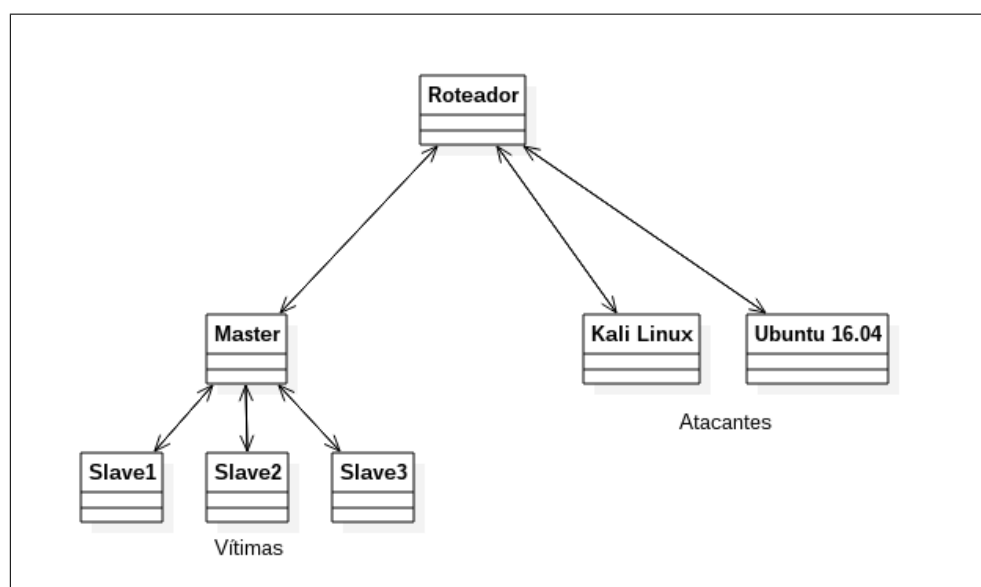 Roteador
Master
Kali Linux
Ubuntu 16.04
Atacantes
Slave1
Slave2
Slave3
Vítimas